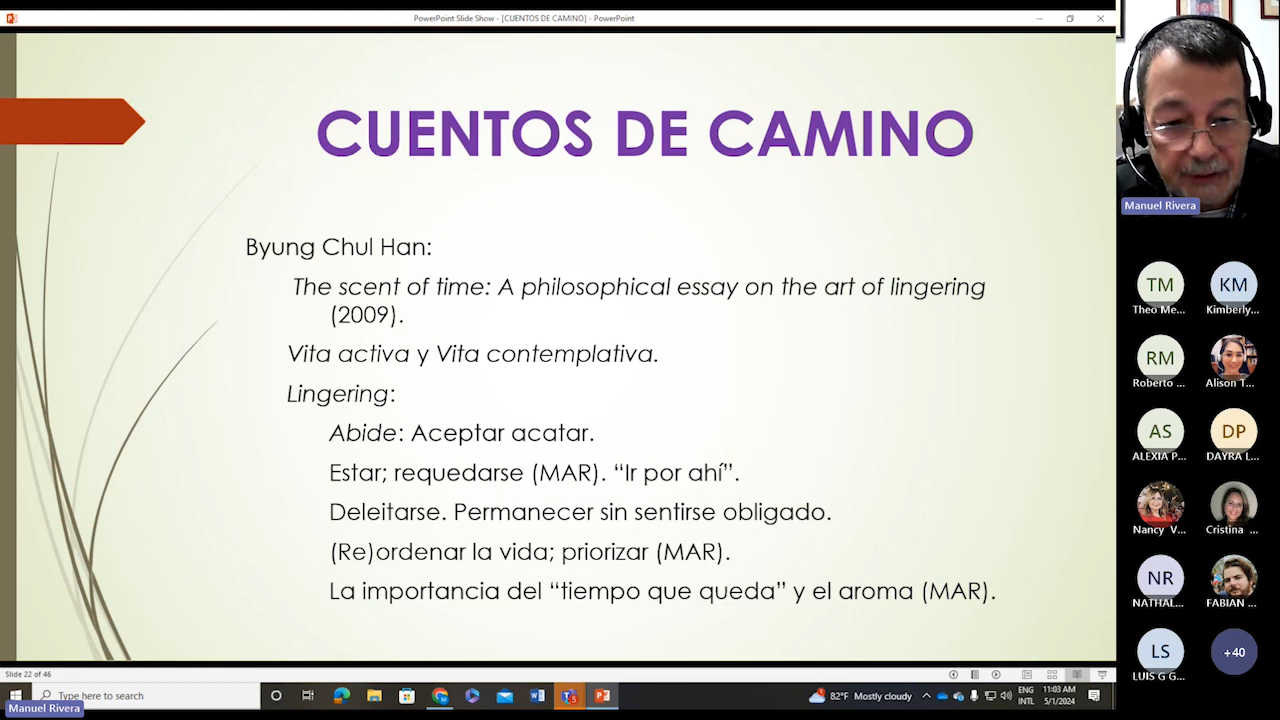 PowerPoint Slide Show - [CUENTOS DE CAMINO] - PowerPoint
CUENTOS DE CAMINO
Byung Chul Han:
The scent of time: A philosophical essay on the art of lingering
(2009).
Vita activa y Vita contemplativa.
Lingering:
Abide: Aceptar acatar.
Estar; requedarse (MAR). “Ir por ahí”.
Deleitarse. Permanecer sin sentirse obligado.
(Re)ordenar la vida; priorizar (MAR).
La importancia del “tiempo que queda” y el aroma (MAR).
Slide 22 of 46
Type here to search
82°F Mostly cloudy
ENG
INTL
11:03 AM
5/1/2024
Manuel Rivera
Manuel Rivera
TM
KM
Theo Me...
Kimberly...
RM
Roberto ...
Alison T...
AS
DP
ALEXIA P...
DAYRA L...
Nancy V...
Cristina ...
NR
NATHAL...
FABIAN ...
LS
+40
LUIS G G...